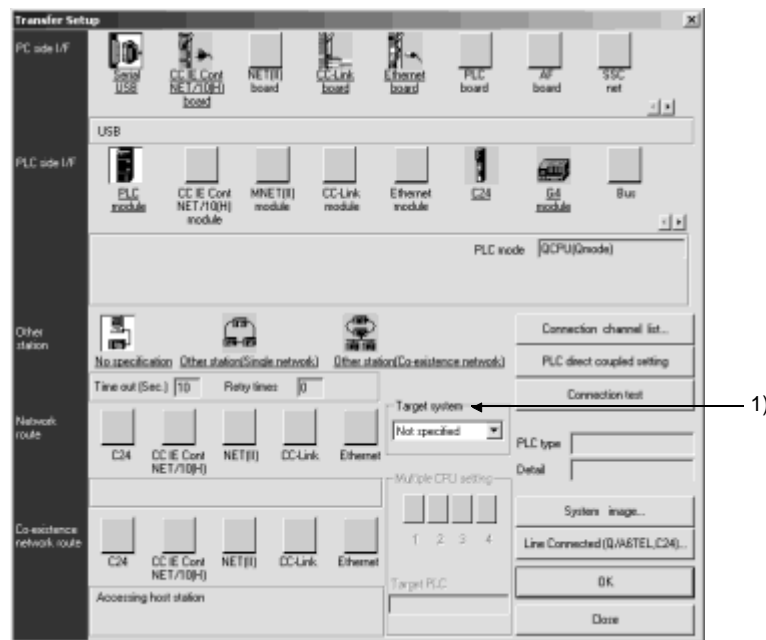 Transfer Setup
PC side I/F
Serial USB
CC IE Cont NET/10(H) board
NET(II) board
CC-Link board
Ethernet board
PLC board
AF board
SSC net
USB
PLC side I/F
PLC module
CC IE Cont NET/10(H) module
MNET(II) module
CC-Link module
Ethernet module
C24
G4 module
Bus
PLC mode QCPU(Qmode)
Other station
No specification
Other station(Single network)
Other station(Co-existence network)
Connection channel list...
PLC direct coupled setting
Time out (Sec.) 10 Retry times 0
Connection test
Target system
1)
Not specified
Network route
C24
CC IE Cont NET/10(H)
NET(II)
CC-Link
Ethernet
PLC type
Detail
Multiple CPU setting
1 2 3 4
System image...
Line Connected (Q/A6TEL,C24)...
Co-existence network route
C24
CC IE Cont NET/10(H)
NET(II)
CC-Link
Ethernet
Target PLC
OK
Accessing host station
Close